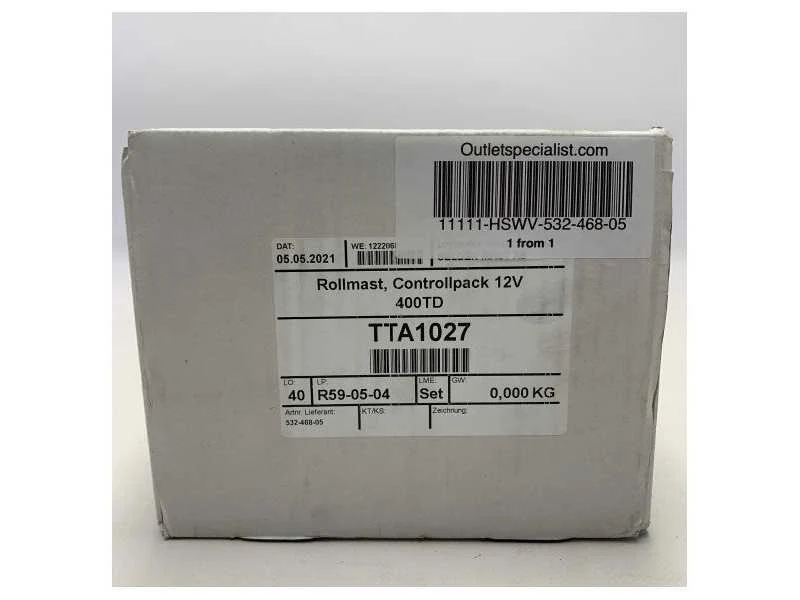 Outletspecialist.com
11111-HSWV-532-468-05
1 from 1
DAT:
05.05.2021
WE:
Rollmast, Controllpack 12V
400TD
TTA1027
LO:
40
LP:
R59-05-04
LME:
Set
GW:
0,000 KG
Artnr. Lieferant:
532-468-05
KT/KS:
Zeichnung: